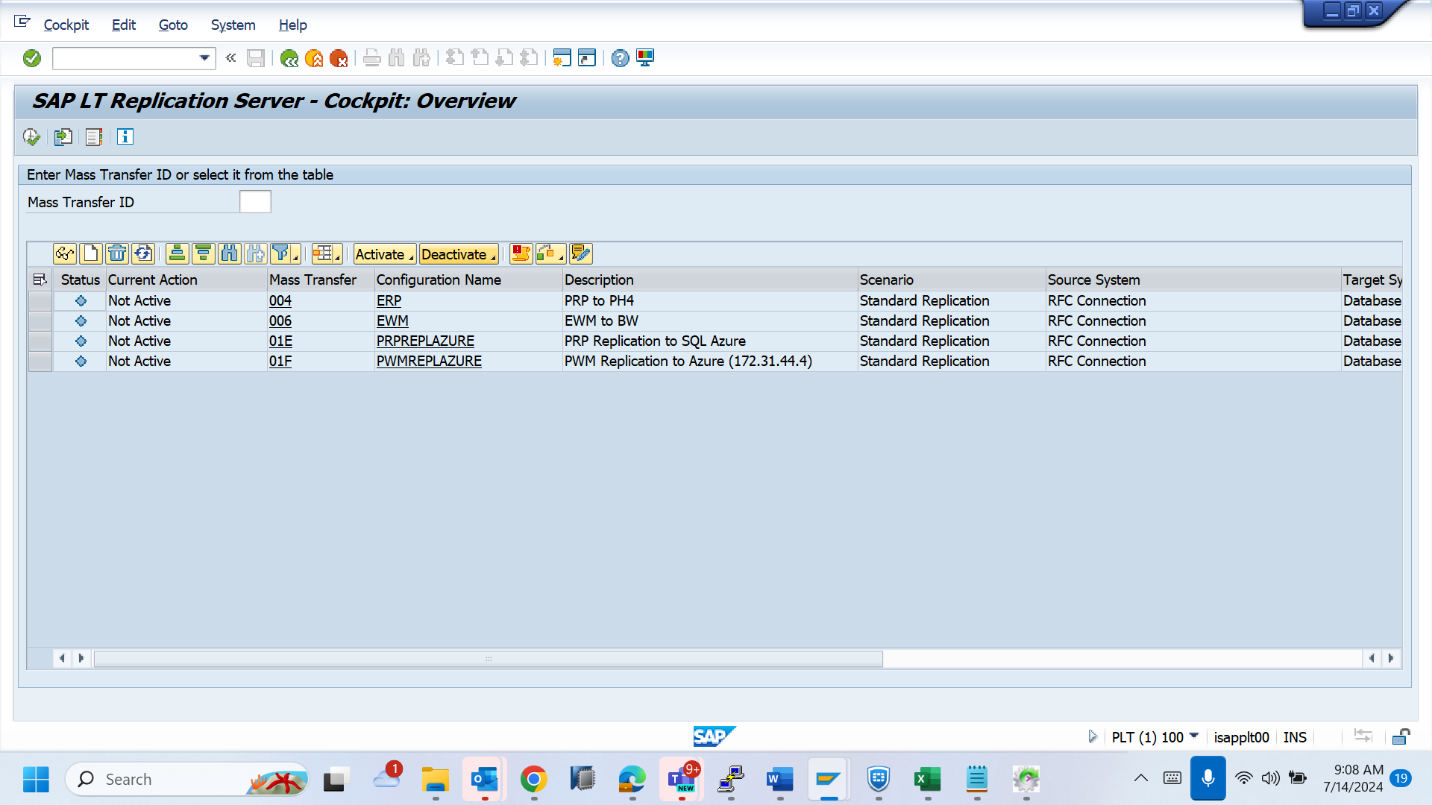 Cockpit Edit Goto System Help
SAP LT Replication Server - Cockpit: Overview
Enter Mass Transfer ID or select it from the table
Mass Transfer ID
Activate Deactivate
Status Current Action Mass Transfer Configuration Name Description Scenario Source System Target Sy
Not Active 004 ERP PRP to PH4 Standard Replication RFC Connection Database
Not Active 006 EWM EWM to BW Standard Replication RFC Connection Database
Not Active 01E PRPREPLAZURE PRP Replication to SQL Azure Standard Replication RFC Connection Database
Not Active 01F PWMREPLAZURE PWM Replication to Azure (172.31.44.4) Standard Replication RFC Connection Database
SAP PLT (1) 100 isapplt00 INS
Search 1 9+ NEW 9:08 AM 19
7/14/2024